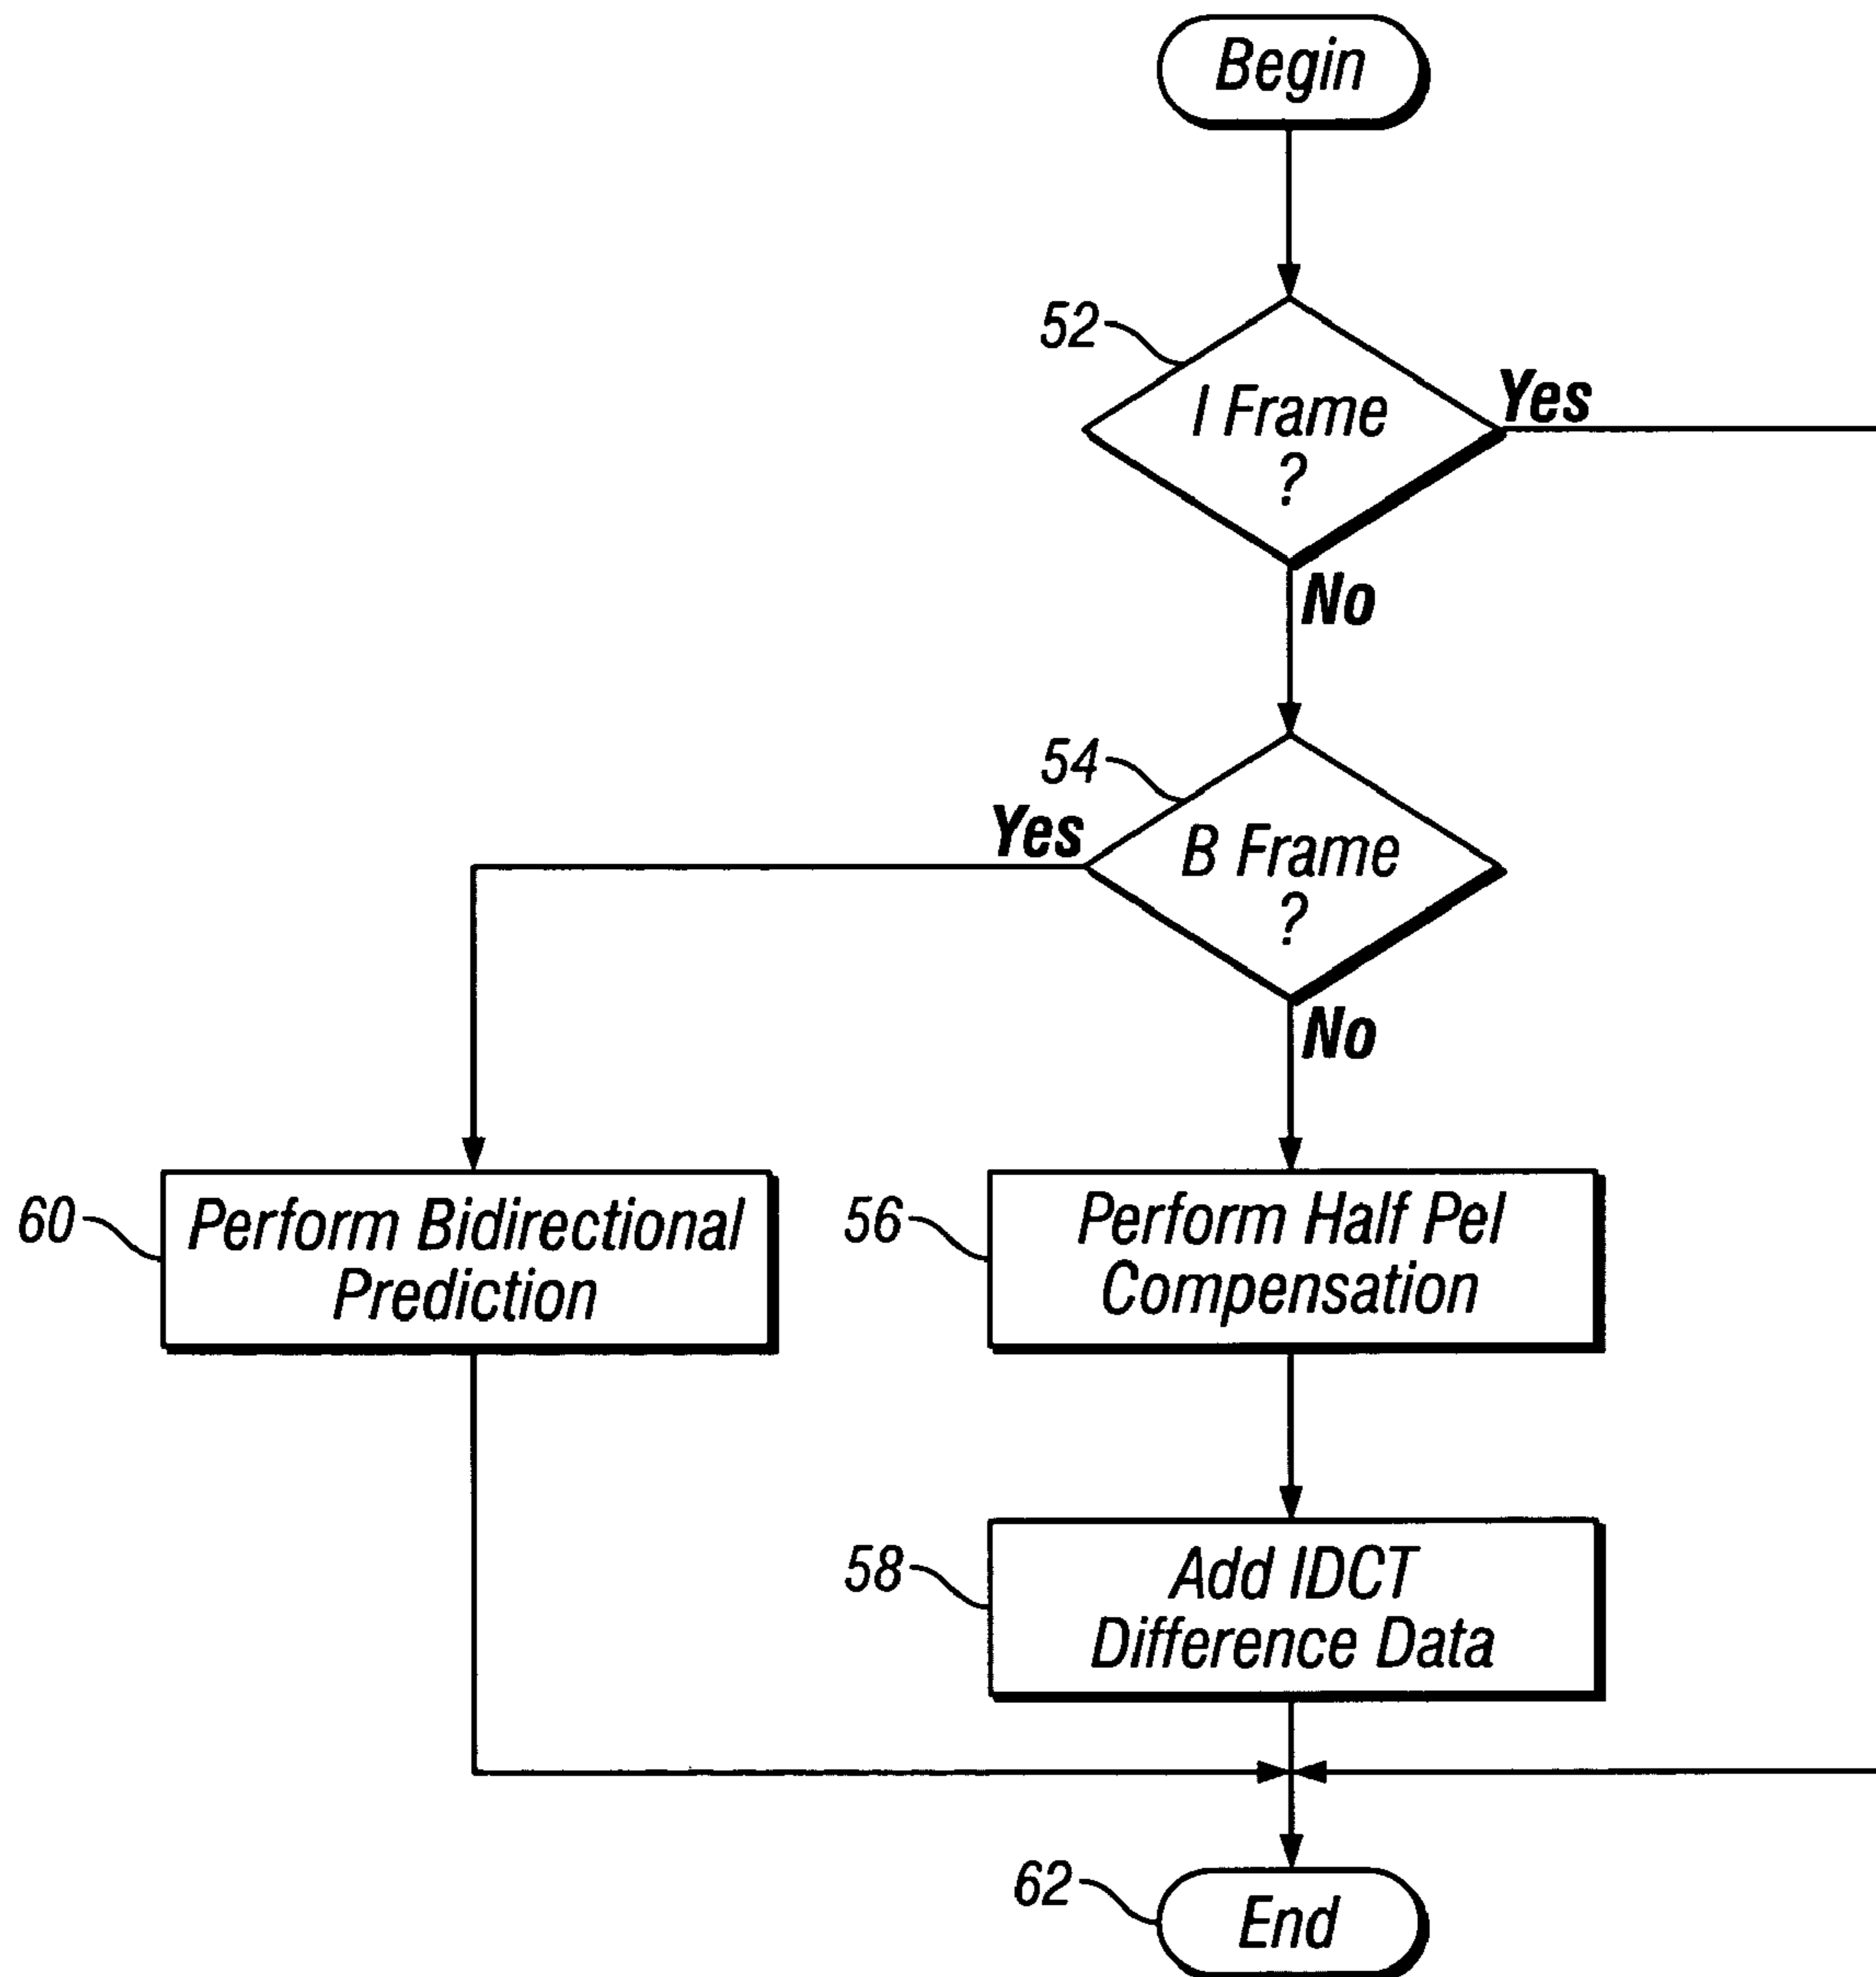 Begin
52
I Frame
?
Yes
No
54
Yes
B Frame
?
No
60
Perform Bidirectional
Prediction
56
Perform Half Pel
Compensation
58
Add IDCT
Difference Data
62
End